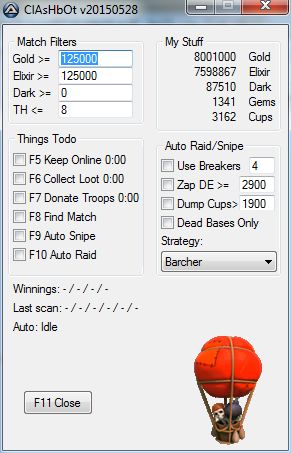 ClAsHbOt v20150528
Match Filters
Gold >= 125000
Elixir >= 125000
Dark >= 0
TH <= 8
My Stuff
8001000 Gold
7598867 Elixir
87510 Dark
1341 Gems
3162 Cups
Things Todo
F5 Keep Online 0:00
F6 Collect Loot 0:00
F7 Donate Troops 0:00
F8 Find Match
F9 Auto Snipe
F10 Auto Raid
Auto Raid/Snipe
Use Breakers 4
Zap DE >= 2900
Dump Cups> 1900
Dead Bases Only
Strategy:
Barcher
Winnings: - / - / - / -
Last scan: - / - / - / - / - / -
Auto: Idle
F11 Close